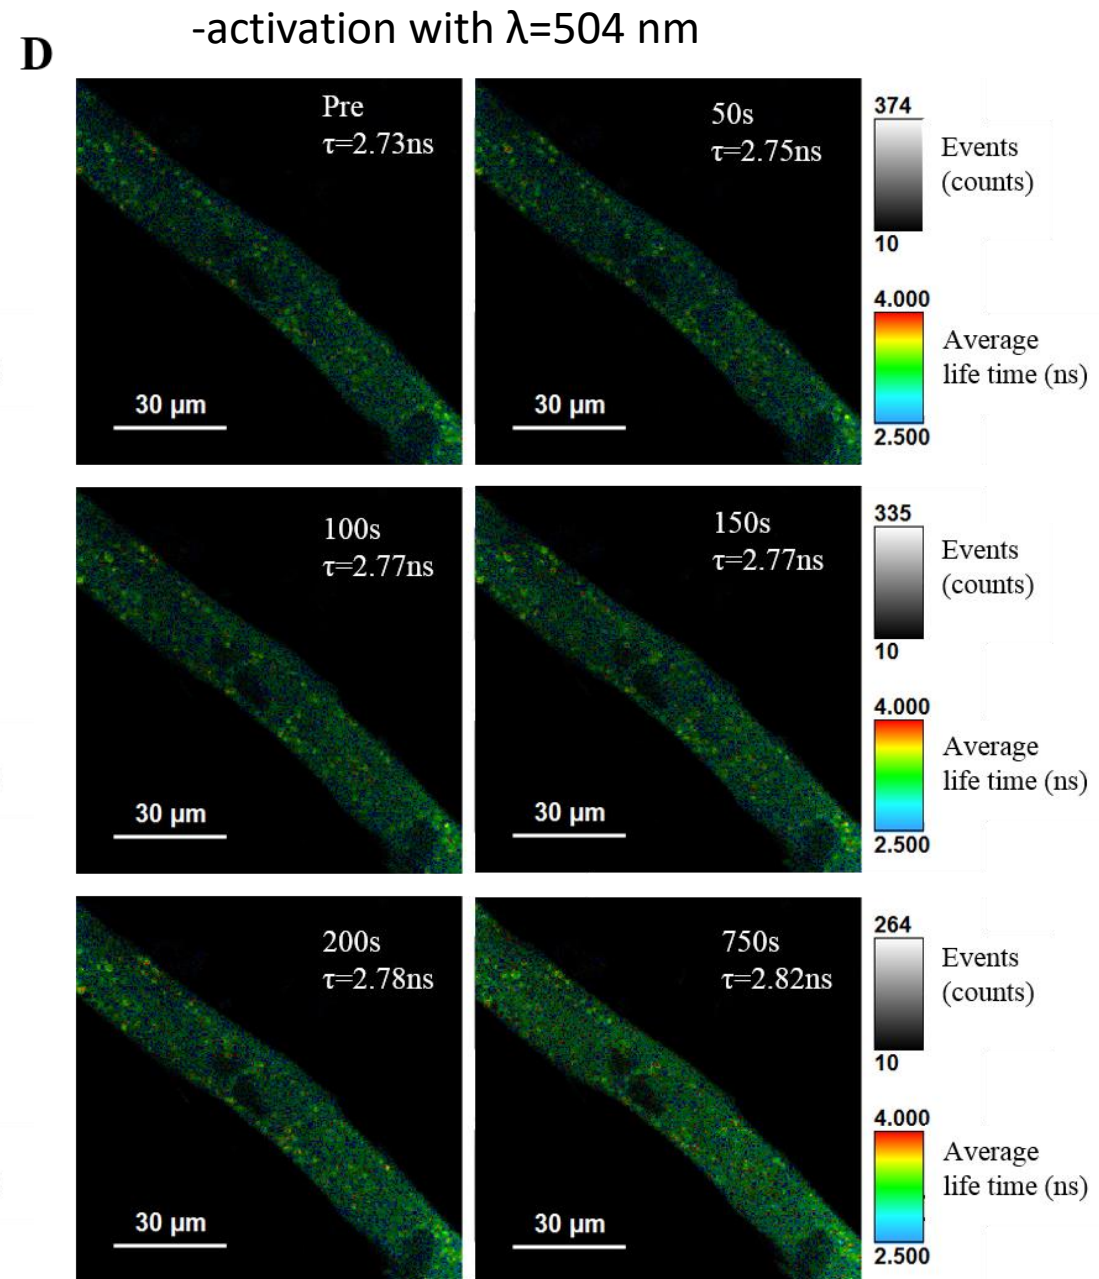 -activation with λ=504 nm
D
Pre
τ=2.73ns
30 µm
50s
τ=2.75ns
30 µm
374
Events
(counts)
10
4.000
Average
life time (ns)
2.500
100s
τ=2.77ns
30 µm
150s
τ=2.77ns
30 µm
335
Events
(counts)
10
4.000
Average
life time (ns)
2.500
200s
τ=2.78ns
30 µm
750s
τ=2.82ns
30 µm
264
Events
(counts)
10
4.000
Average
life time (ns)
2.500